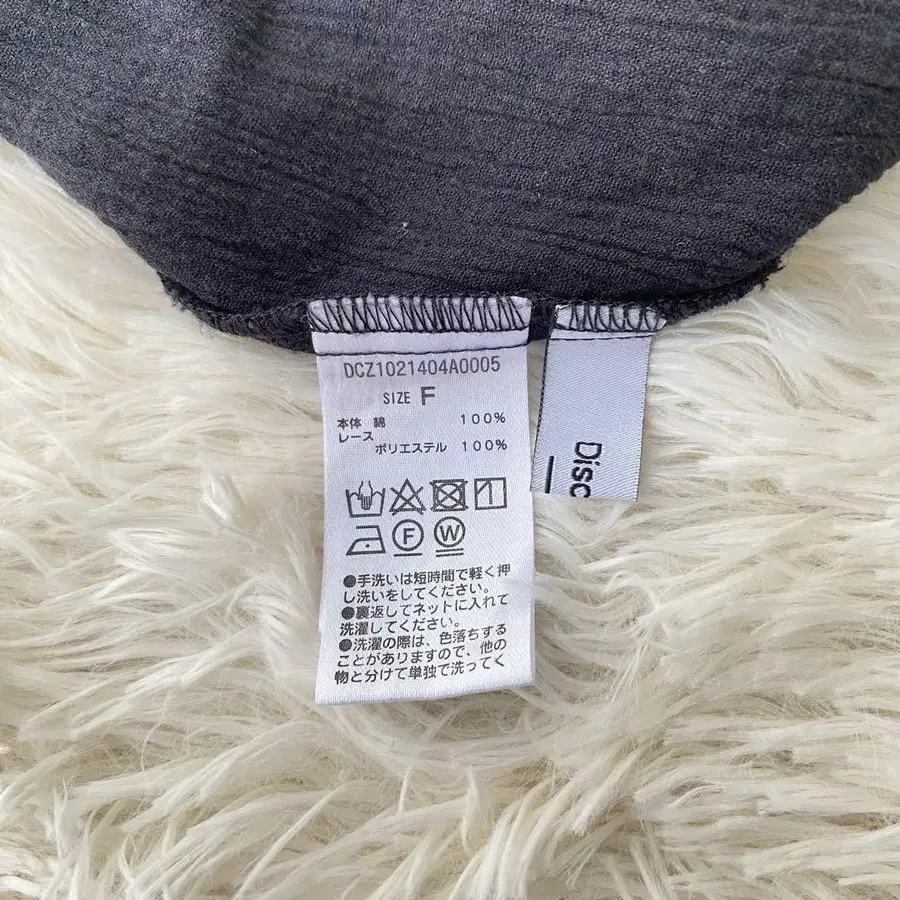 DCZ1021404A0005
SIZE F
本体 綿 100%
レース
ポリエステル 100%
F W
●手洗いは短時間で軽く押
し洗いをしてください。
●裏返してネットに入れて
洗濯してください。
●洗濯の際は、色落ちする
ことがありますので、他の
物と分けて単独で洗ってく
Disc